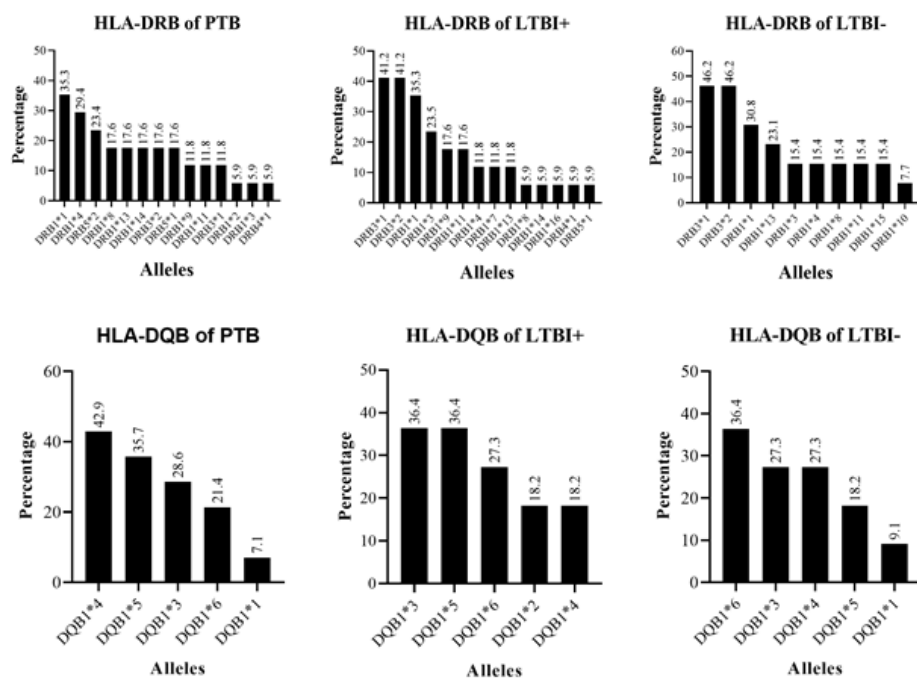 HLA-DRB of PTB
Percentage
50
40
30
20
10
0
35.3
29.4
23.4
17.6
17.6
17.6
17.6
17.6
11.8
11.8
11.8
5.9
5.9
5.9
DRB1*1
DRB1*4
DRB5*2
DRB1*8
DRB1*13
DRB1*14
DRB3*2
DRB5*1
DRB1*9
DRB1*11
DRB3*1
DRB1*2
DRB1*3
DRB4*1
Alleles
HLA-DRB of LTBI+
Percentage
50
40
30
20
10
0
41.2
41.2
35.3
23.5
17.6
17.6
11.8
11.8
11.8
5.9
5.9
5.9
5.9
5.9
DRB3*1
DRB3*2
DRB1*1
DRB1*3
DRB1*9
DRB1*11
DRB1*4
DRB1*7
DRB1*13
DRB1*8
DRB1*14
DRB1*16
DRB4*1
DRB5*1
Alleles
HLA-DRB of LTBI-
Percentage
60
50
40
30
20
10
0
46.2
46.2
30.8
23.1
15.4
15.4
15.4
15.4
15.4
7.7
DRB3*1
DRB3*2
DRB1*1
DRB1*13
DRB1*3
DRB1*4
DRB1*8
DRB1*11
DRB1*15
DRB1*10
Alleles
HLA-DQB of PTB
Percentage
60
40
20
0
42.9
35.7
28.6
21.4
7.1
DQB1*4
DQB1*5
DQB1*3
DQB1*6
DQB1*1
Alleles
HLA-DQB of LTBI+
Percentage
50
40
30
20
10
0
36.4
36.4
27.3
18.2
18.2
DQB1*3
DQB1*5
DQB1*6
DQB1*2
DQB1*4
Alleles
HLA-DQB of LTBI-
Percentage
50
40
30
20
10
0
36.4
27.3
27.3
18.2
9.1
DQB1*6
DQB1*3
DQB1*4
DQB1*5
DQB1*1
Alleles